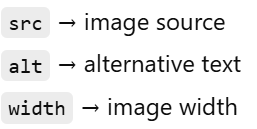 src → image source
alt → alternative text
width → image width